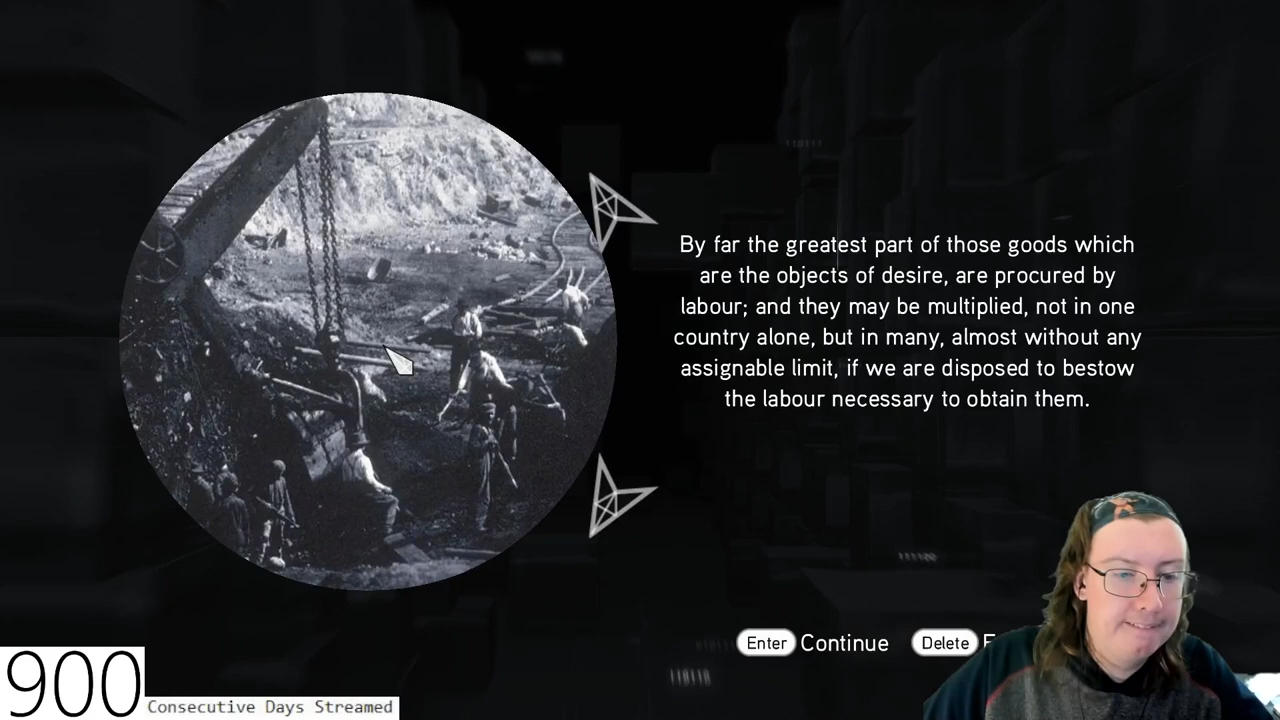 By far the greatest part of those goods which
are the objects of desire, are procured by
labour; and they may be multiplied, not in one
country alone, but in many, almost without any
assignable limit, if we are disposed to bestow
the labour necessary to obtain them.
Enter Continue Delete
900 Consecutive Days Streamed